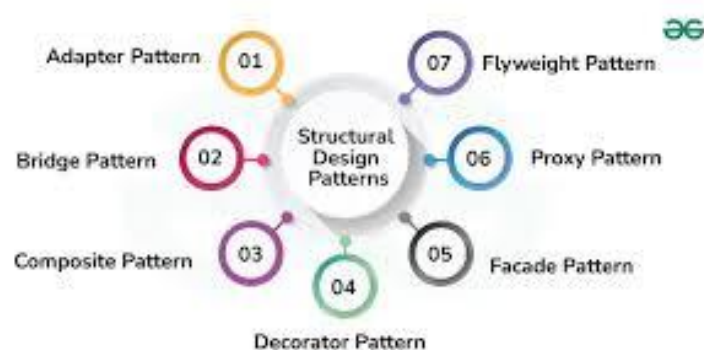 Adapter Pattern
01
07
Flyweight Pattern
Bridge Pattern
02
Structural
Design
Patterns
06
Proxy Pattern
Composite Pattern
03
05
Facade Pattern
04
Decorator Pattern